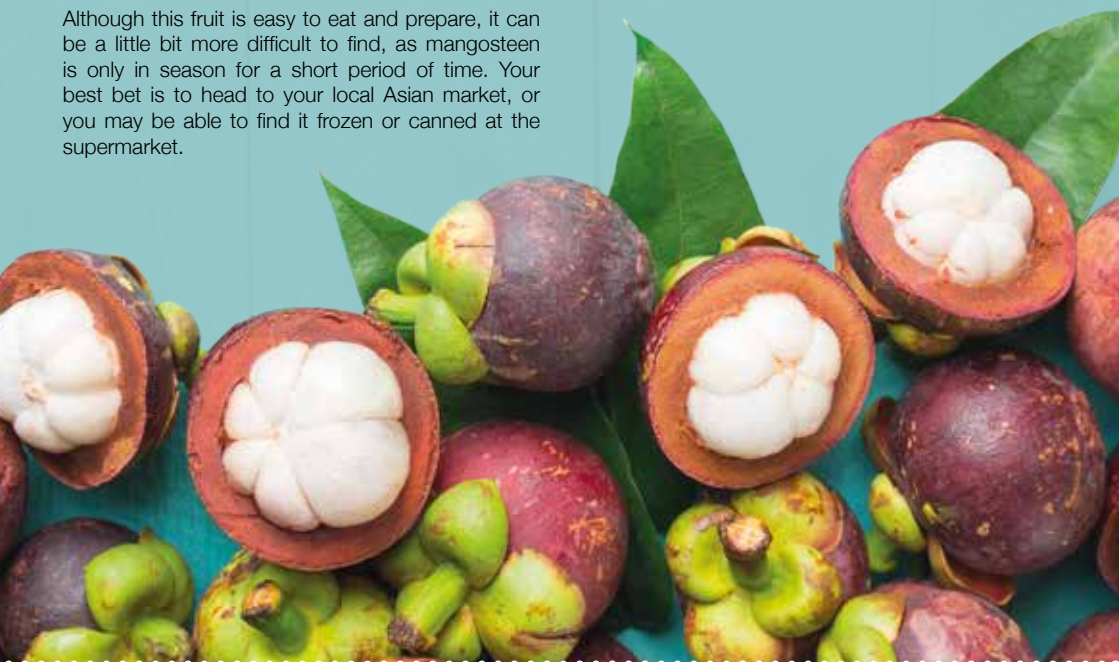 Although this fruit is easy to eat and prepare, it can
be a little bit more difficult to find, as mangosteen
is only in season for a short period of time. Your
best bet is to head to your local Asian market, or
you may be able to find it frozen or canned at the
supermarket.